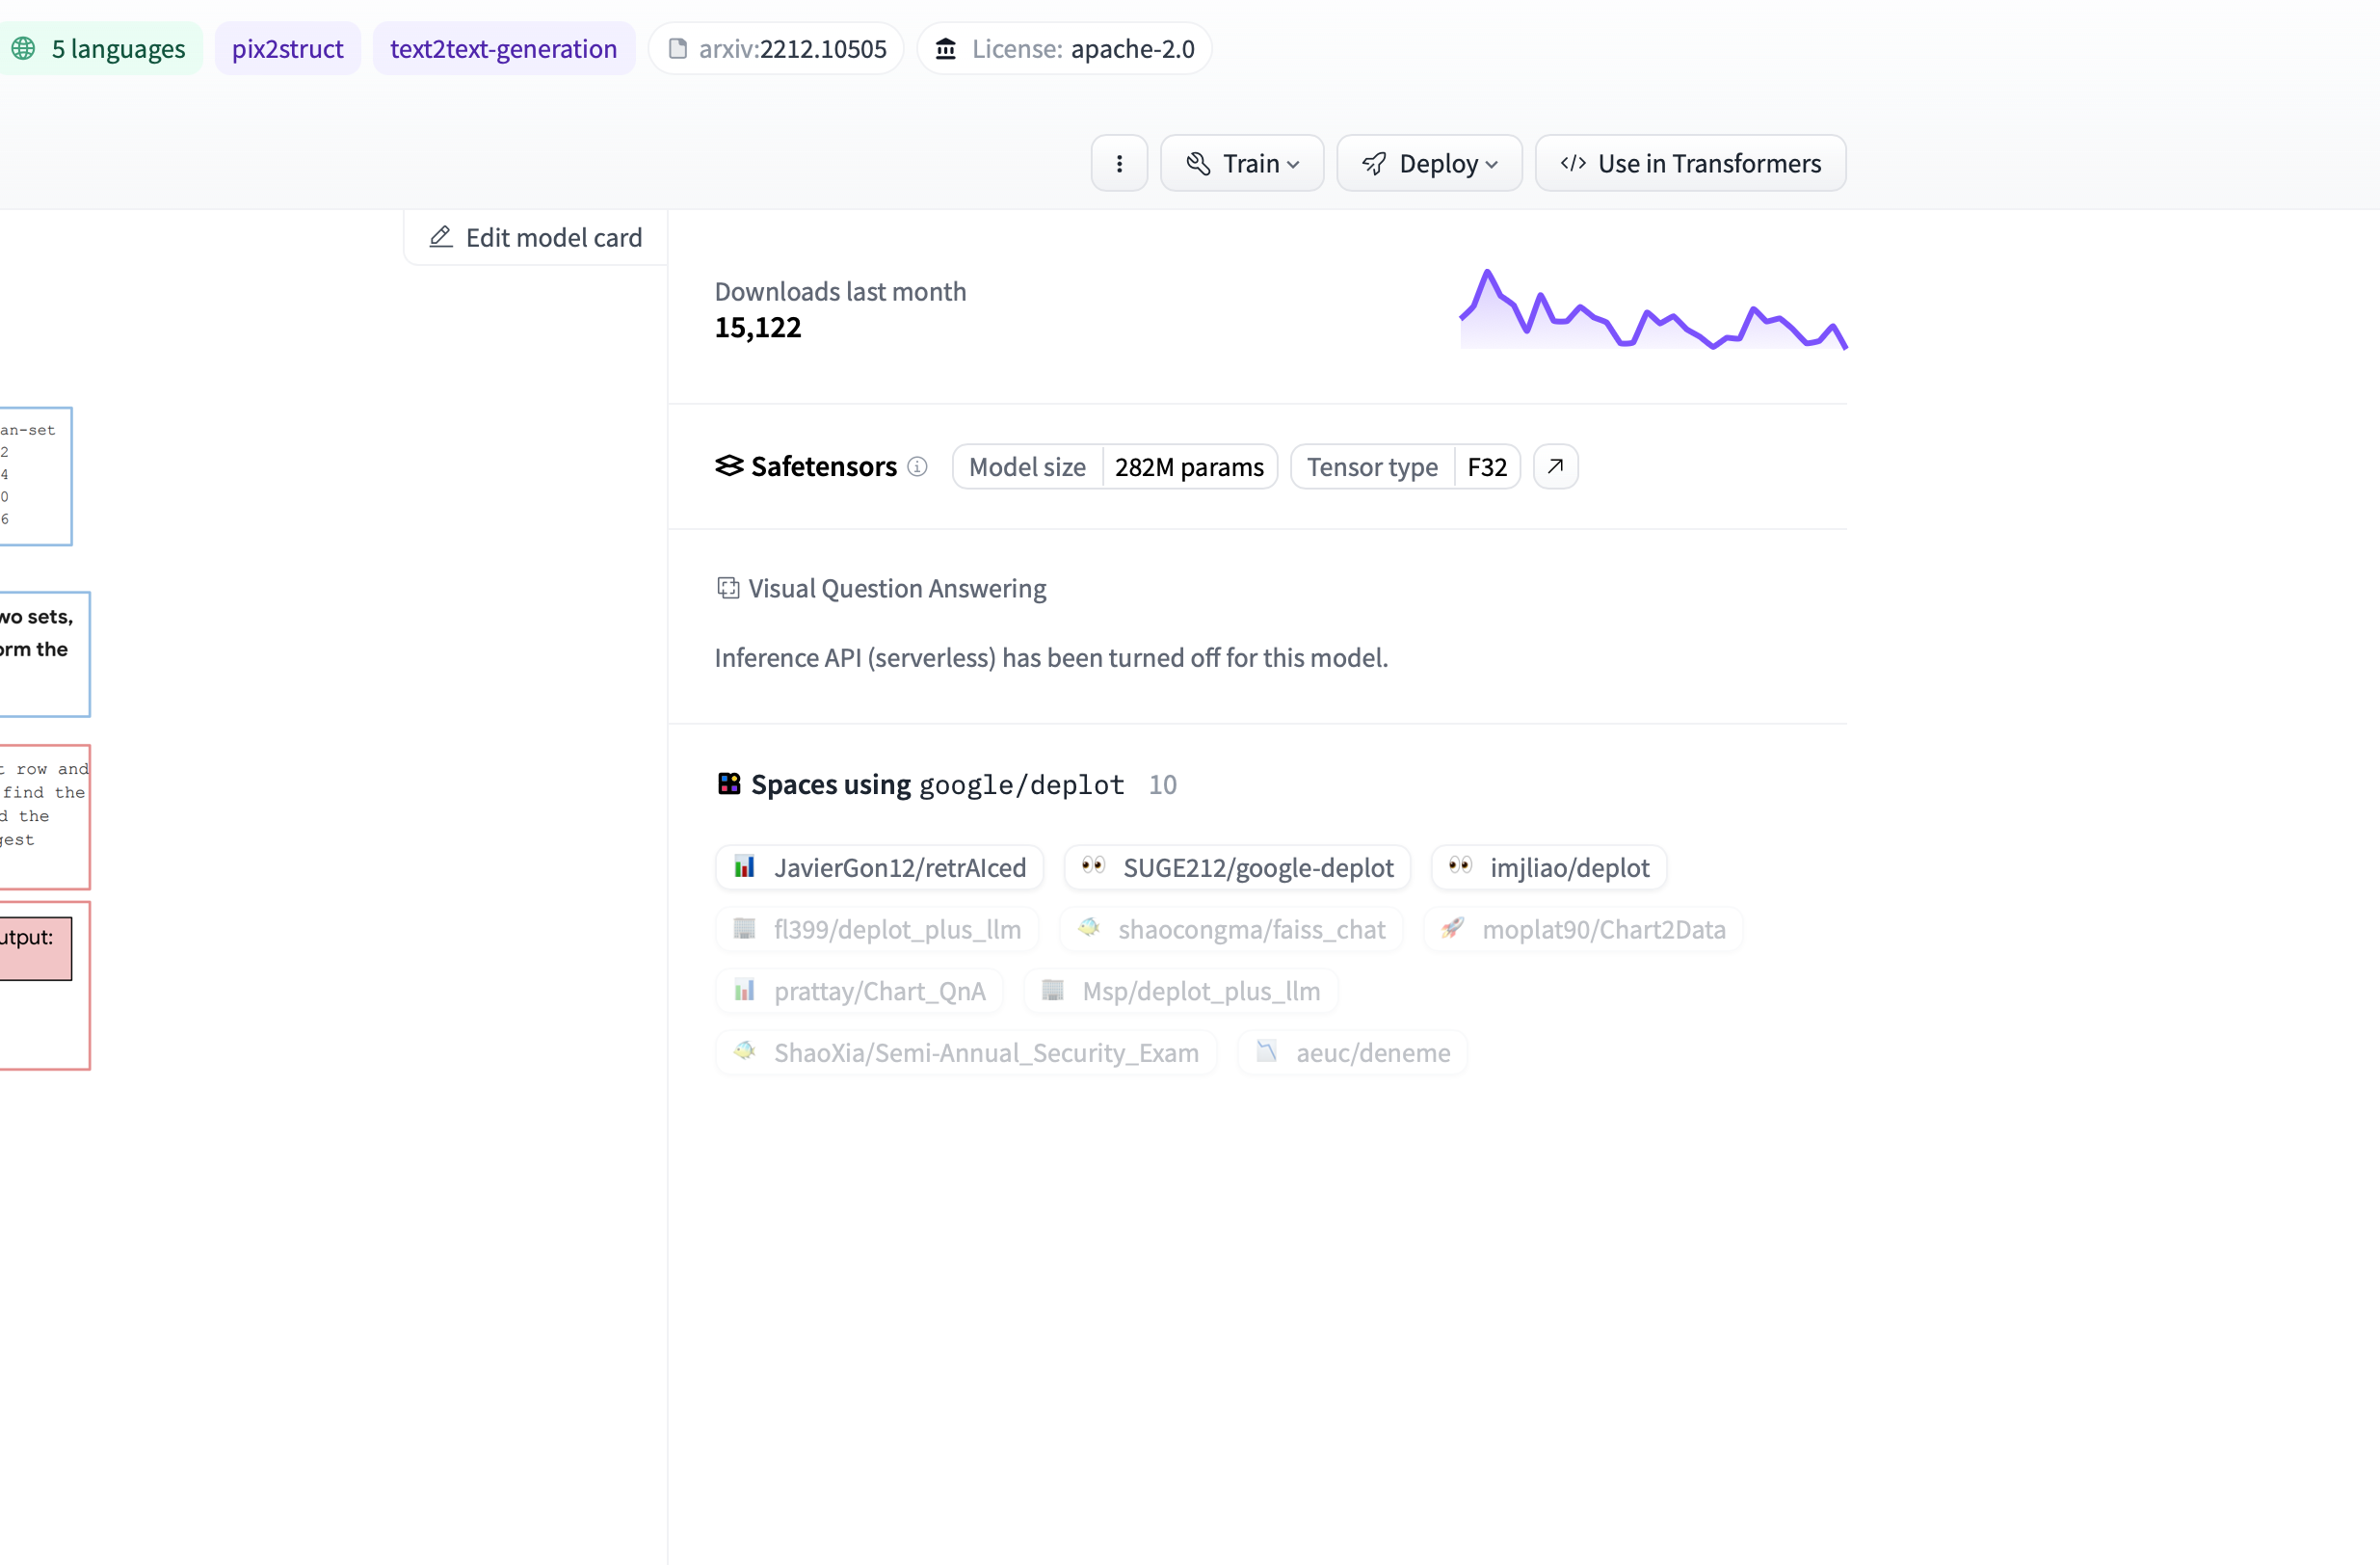 5 languages pix2struct text2text-generation arxiv:2212.10505 License: apache-2.0
Train Deploy </> Use in Transformers
Edit model card
an-set
2
4
0
6
wo sets,
orm the
t row and
find the
d the
gest
utput:
Downloads last month
15,122
Safetensors Model size 282M params Tensor type F32
Visual Question Answering
Inference API (serverless) has been turned off for this model.
Spaces using google/deplot 10
JavierGon12/retrAIced SUGE212/google-deplot imjliao/deplot
fl399/deplot_plus_llm shaocongma/faiss_chat moplat90/Chart2Data
prattay/Chart_QnA Msp/deplot_plus_llm
ShaoXia/Semi-Annual_Security_Exam aeuc/deneme